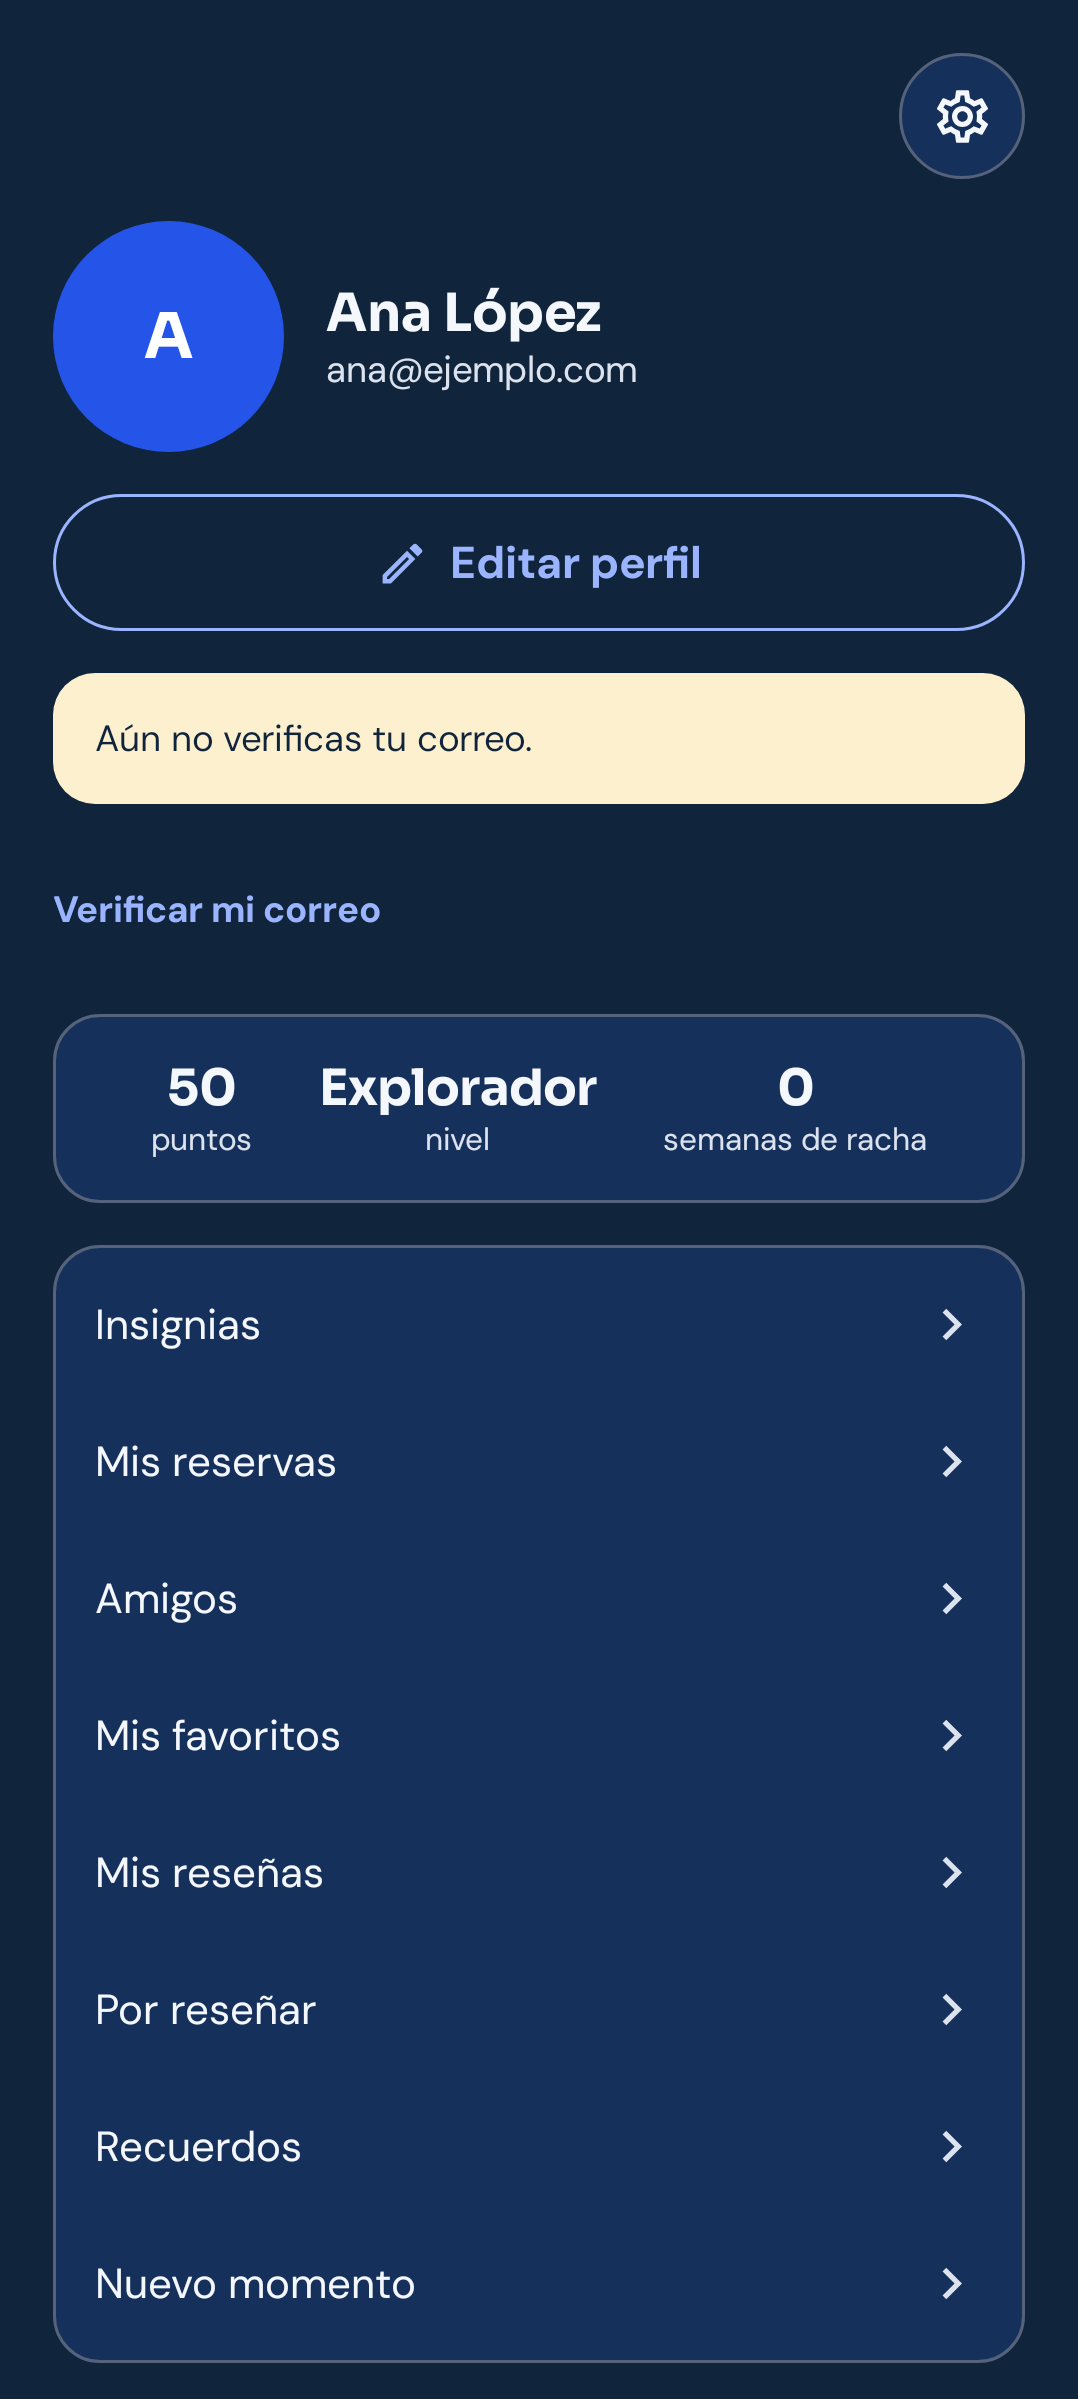 A
Ana López
ana@ejemplo.com
Editar perfil
Aún no verificas tu correo.
Verificar mi correo
50 Explorador 0
puntos nivel semanas de racha
Insignias
Mis reservas
Amigos
Mis favoritos
Mis reseñas
Por reseñar
Recuerdos
Nuevo momento